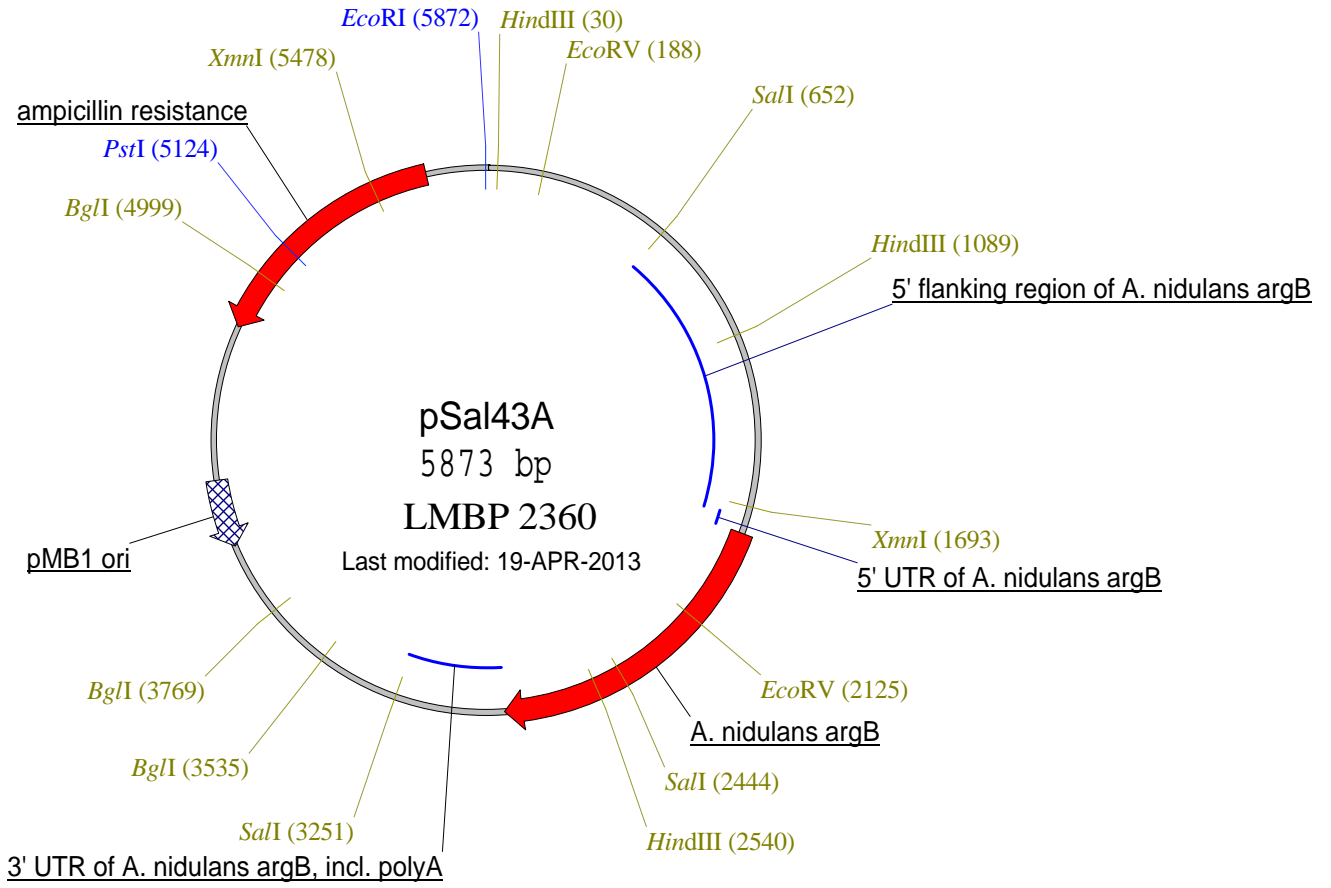 EcoRI (5872)
HindIII (30)
EcoRV (188)
XmnI (5478)
SalI (652)
ampicillin resistance
PstI (5124)
BglI (4999)
HindIII (1089)
5' flanking region of A. nidulans argB
pSal43A
5873 bp
LMBP 2360
Last modified: 19-APR-2013
XmnI (1693)
5' UTR of A. nidulans argB
pMB1 ori
EcoRV (2125)
BglI (3769)
A. nidulans argB
BglI (3535)
SalI (2444)
SalI (3251)
HindIII (2540)
3' UTR of A. nidulans argB, incl. polyA